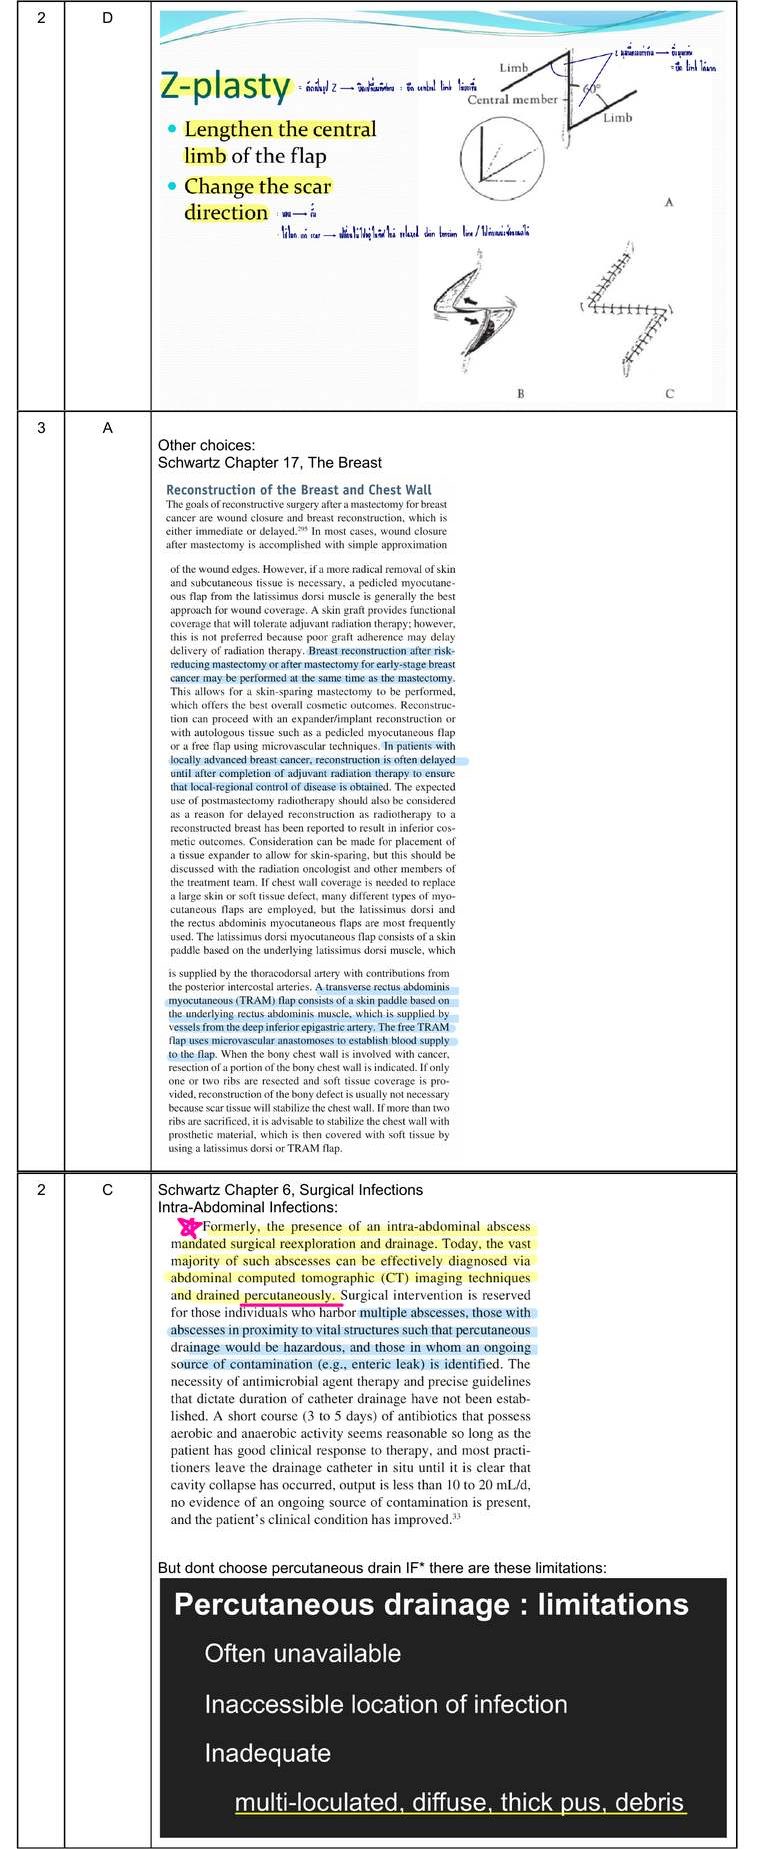 2
D
Z-plasty
Limb
Central member
60°
Limb
A
• Lengthen the central
limb of the flap
• Change the scar
direction
B
C
3
A
Other choices:
Schwartz Chapter 17, The Breast
Reconstruction of the Breast and Chest Wall
The goals of reconstructive surgery after a mastectomy for breast
cancer are wound closure and breast reconstruction, which is
either immediate or delayed.²⁹⁵ In most cases, wound closure
after mastectomy is accomplished with simple approximation
of the wound edges. However, if a more radical removal of skin
and subcutaneous tissue is necessary, a pedicled myocutane-
ous flap from the latissimus dorsi muscle is generally the best
approach for wound coverage. A skin graft provides functional
coverage that will tolerate adjuvant radiation therapy; however,
this is not preferred because poor graft adherence may delay
delivery of radiation therapy. Breast reconstruction after risk-
reducing mastectomy or after mastectomy for early-stage breast
cancer may be performed at the same time as the mastectomy.
This allows for a skin-sparing mastectomy to be performed,
which offers the best overall cosmetic outcomes. Reconstruc-
tion can proceed with an expander/implant reconstruction or
with autologous tissue such as a pedicled myocutaneous flap
or a free flap using microvascular techniques. In patients with
locally advanced breast cancer, reconstruction is often delayed
until after completion of adjuvant radiation therapy to ensure
that local-regional control of disease is obtained. The expected
use of postmastectomy radiotherapy should also be considered
as a reason for delayed reconstruction as radiotherapy to a
reconstructed breast has been reported to result in inferior cos-
metic outcomes. Consideration can be made for placement of
a tissue expander to allow for skin-sparing, but this should be
discussed with the radiation oncologist and other members of
the treatment team. If chest wall coverage is needed to replace
a large skin or soft tissue defect, many different types of myo-
cutaneous flaps are employed, but the latissimus dorsi and
the rectus abdominis myocutaneous flaps are most frequently
used. The latissimus dorsi myocutaneous flap consists of a skin
paddle based on the underlying latissimus dorsi muscle, which
is supplied by the thoracodorsal artery with contributions from
the posterior intercostal arteries. A transverse rectus abdominis
myocutaneous (TRAM) flap consists of a skin paddle based on
the underlying rectus abdominis muscle, which is supplied by
vessels from the deep inferior epigastric artery. The free TRAM
flap uses microvascular anastomoses to establish blood supply
to the flap. When the bony chest wall is involved with cancer,
resection of a portion of the bony chest wall is indicated. If only
one or two ribs are resected and soft tissue coverage is pro-
vided, reconstruction of the bony defect is usually not necessary
because scar tissue will stabilize the chest wall. If more than two
ribs are sacrificed, it is advisable to stabilize the chest wall with
prosthetic material, which is then covered with soft tissue by
using a latissimus dorsi or TRAM flap.
2
C
Schwartz Chapter 6, Surgical Infections
Intra-Abdominal Infections:
Formerly, the presence of an intra-abdominal abscess
mandated surgical reexploration and drainage. Today, the vast
majority of such abscesses can be effectively diagnosed via
abdominal computed tomographic (CT) imaging techniques
and drained percutaneously. Surgical intervention is reserved
for those individuals who harbor multiple abscesses, those with
abscesses in proximity to vital structures such that percutaneous
drainage would be hazardous, and those in whom an ongoing
source of contamination (e.g., enteric leak) is identified. The
necessity of antimicrobial agent therapy and precise guidelines
that dictate duration of catheter drainage have not been estab-
lished. A short course (3 to 5 days) of antibiotics that possess
aerobic and anaerobic activity seems reasonable so long as the
patient has good clinical response to therapy, and most practi-
tioners leave the drainage catheter in situ until it is clear that
cavity collapse has occurred, output is less than 10 to 20 mL/d,
no evidence of an ongoing source of contamination is present,
and the patient's clinical condition has improved.³³
But dont choose percutaneous drain IF* there are these limitations:
Percutaneous drainage : limitations
Often unavailable
Inaccessible location of infection
Inadequate
multi-loculated, diffuse, thick pus, debris